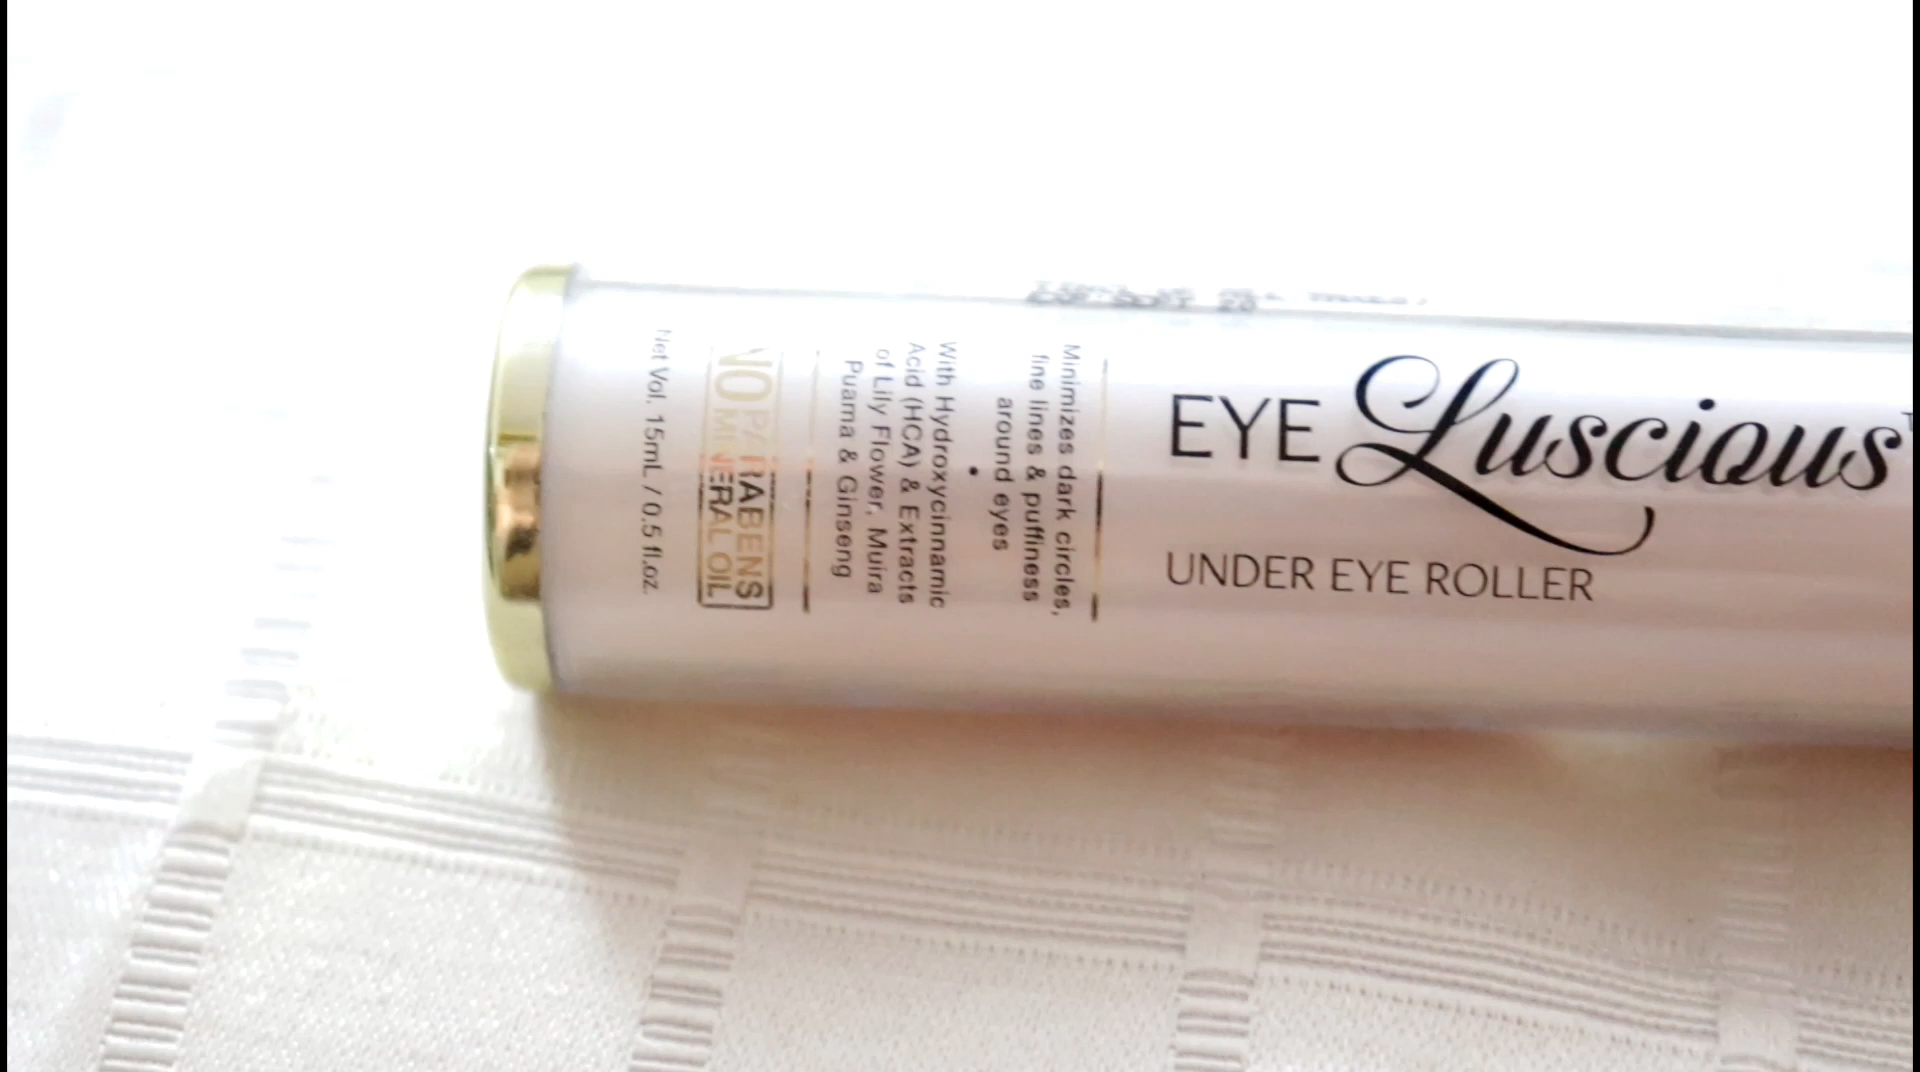 EYE Luscious
UNDER EYE ROLLER
Minimizes dark circles,
fine lines & puffiness
around eyes
•
With Hydroxycinnamic
Acid (HCA) & Extracts
of Lily Flower, Muira
Puama & Ginseng
NO PARABENS
MINERAL OIL
Net Vol. 15mL / 0.5 fl.oz.